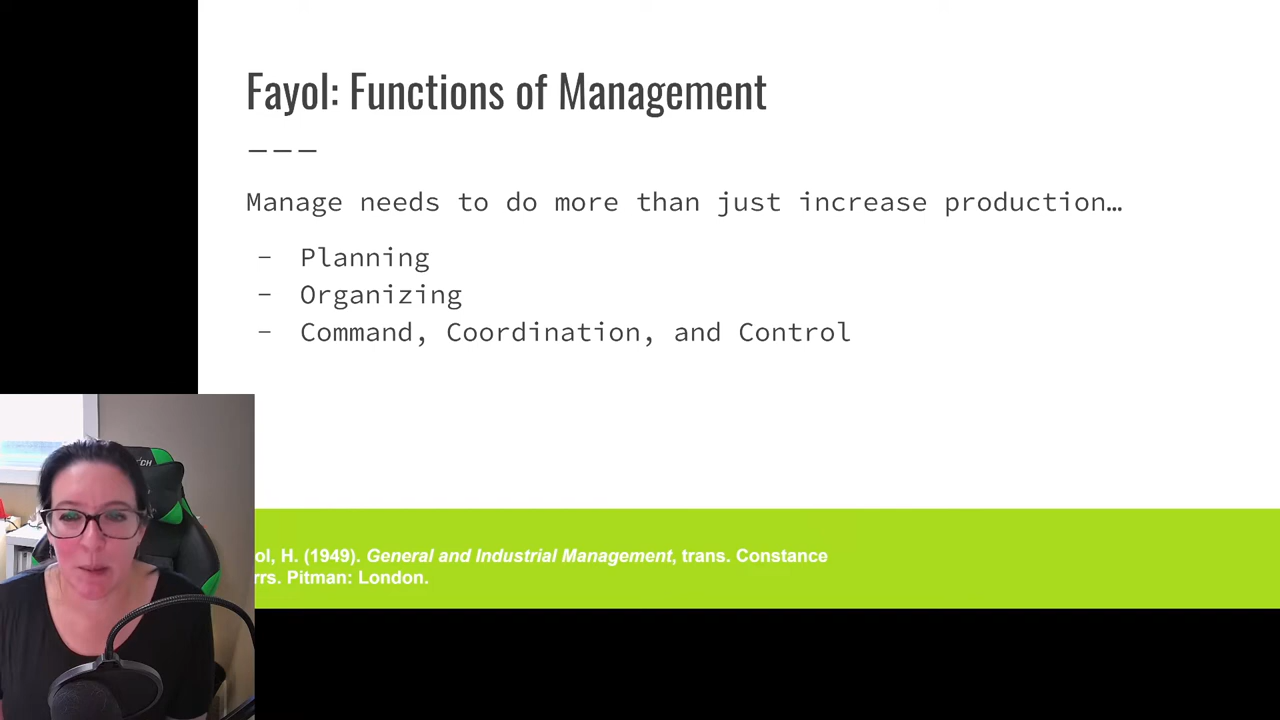 Fayol: Functions of Management
———
Manage needs to do more than just increase production…
- Planning
- Organizing
- Command, Coordination, and Control
ol, H. (1949). General and Industrial Management, trans. Constance
rrs. Pitman: London.